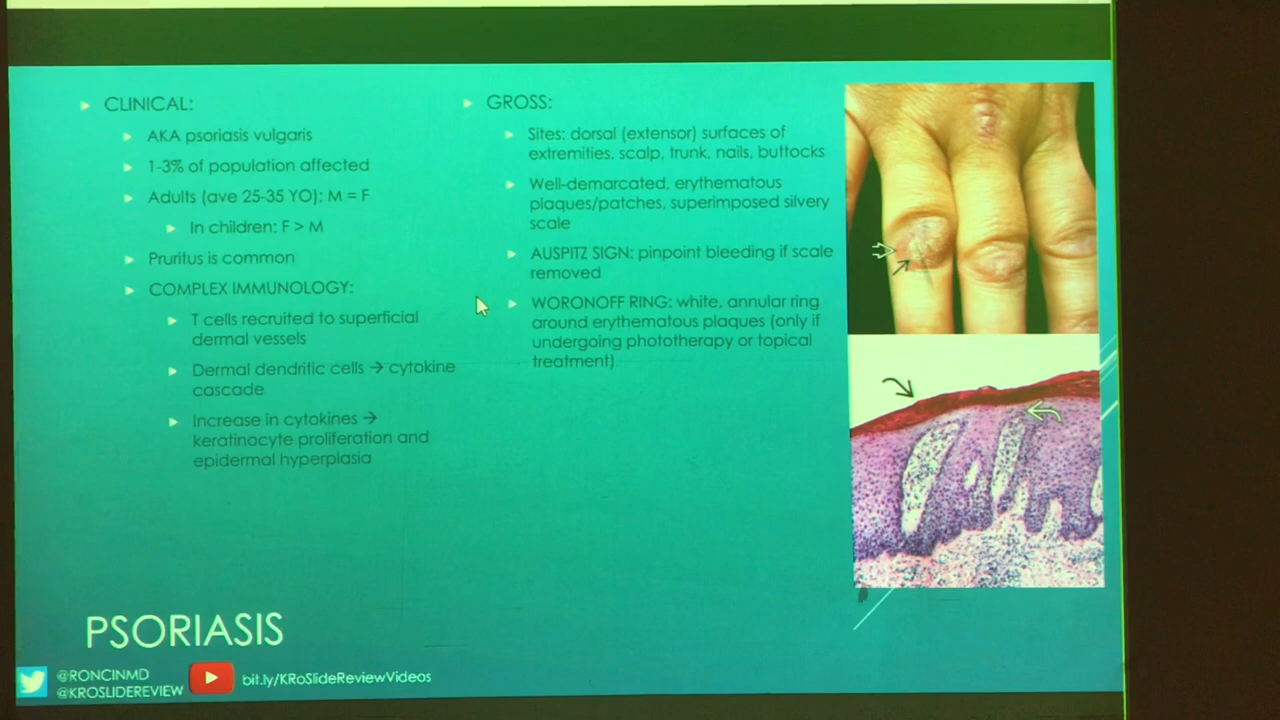 CLINICAL:
AKA psoriasis vulgaris
1-3% of population affected
Adults (ave 25-35 YO); M = F
In children: F > M
Pruritus is common
COMPLEX IMMUNOLOGY:
T cells recruited to superficial
dermal vessels
Dermal dendritic cells → cytokine
cascade
Increase in cytokines →
keratinocyte proliferation and
epidermal hyperplasia
GROSS:
Sites: dorsal (extensor) surfaces of
extremities, scalp, trunk, nails, buttocks
Well-demarcated, erythematous
plaques/patches, superimposed silvery
scale
AUSPITZ SIGN: pinpoint bleeding if scale
removed
WORONOFF RING: white, annular ring
around erythematous plaques (only if
undergoing phototherapy or topical
treatment)
PSORIASIS
@RONCINMD
@KROSLIDEREVIEW
bit.ly/KRoSlideReviewVideos